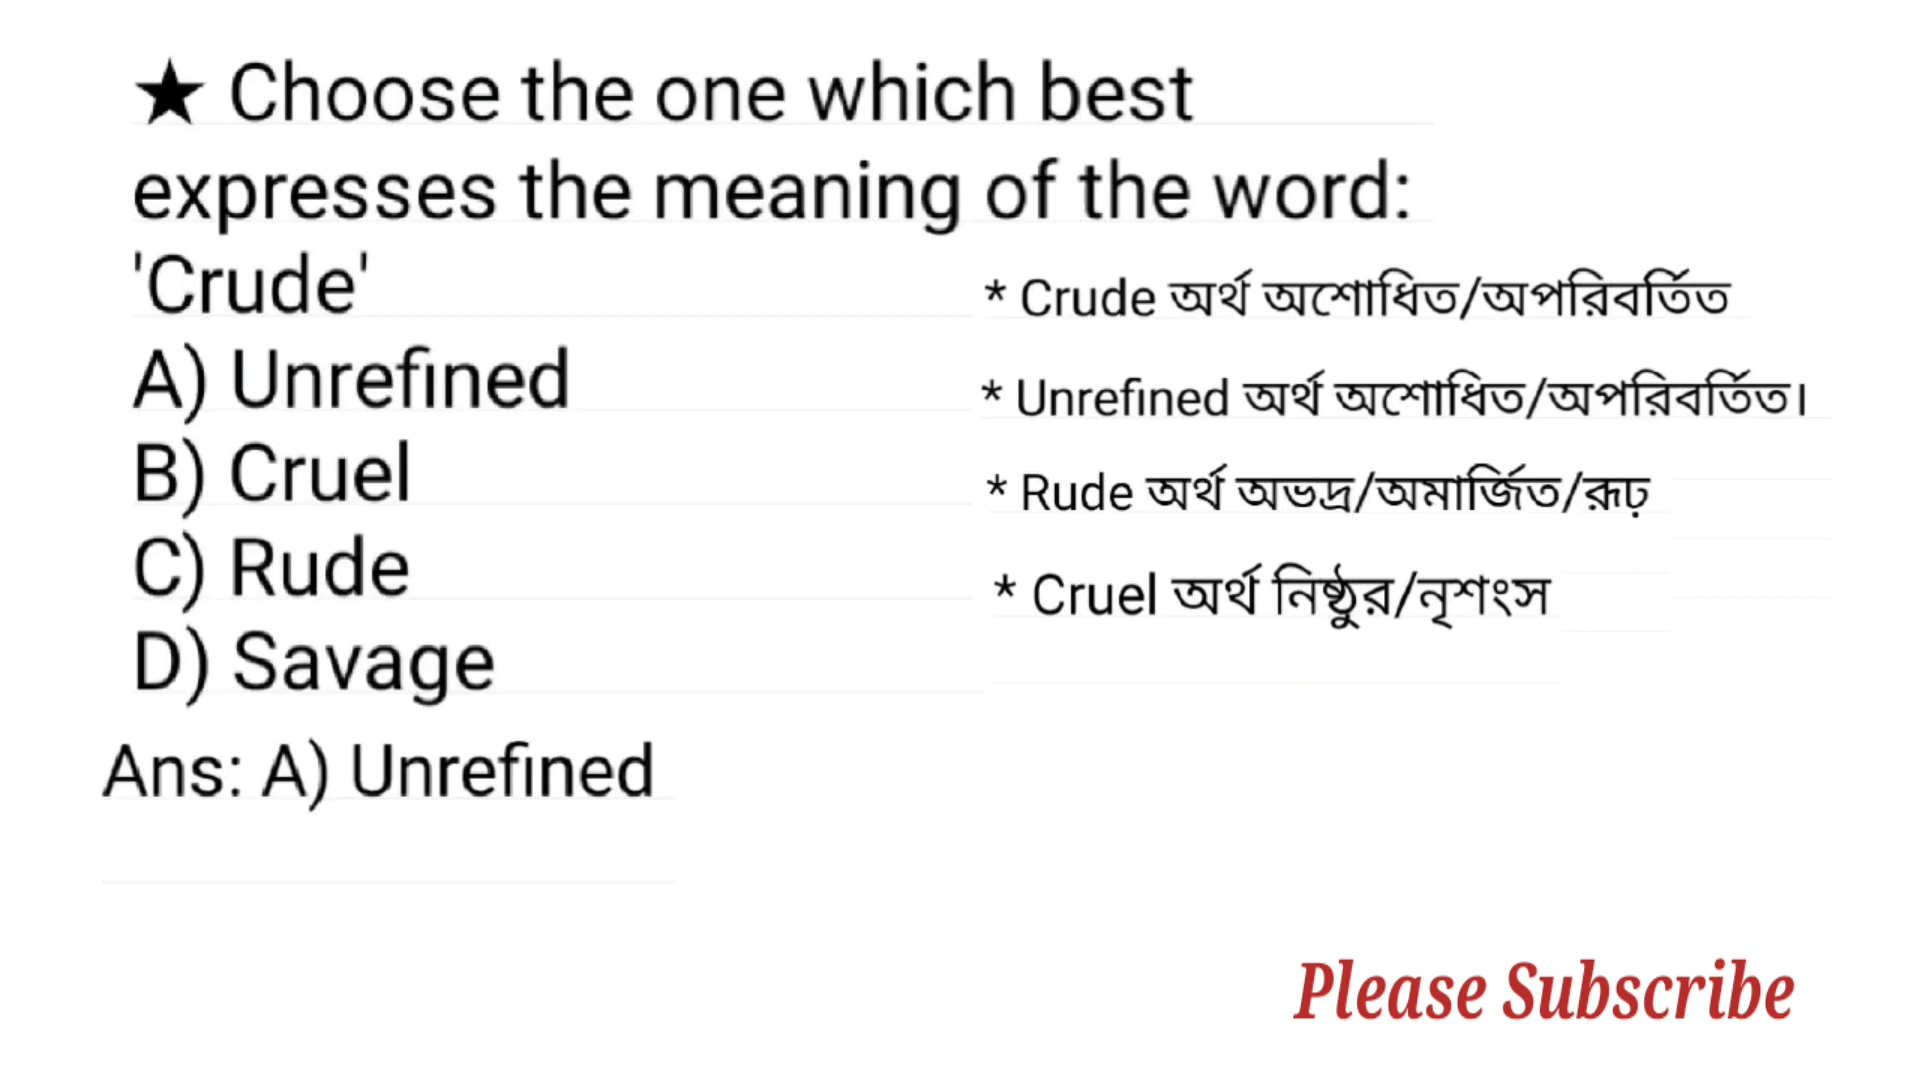 ★ Choose the one which best
expresses the meaning of the word:
'Crude'
A) Unrefined
B) Cruel
C) Rude
D) Savage
Ans: A) Unrefined
* Crude অর্থ অশোধিত/অপরিবর্তিত
* Unrefined অর্থ অশোধিত/অপরিবর্তিত।
* Rude অর্থ অভদ্র/অমার্জিত/রূঢ়
* Cruel অর্থ নিষ্ঠুর/নৃশংস
Please Subscribe